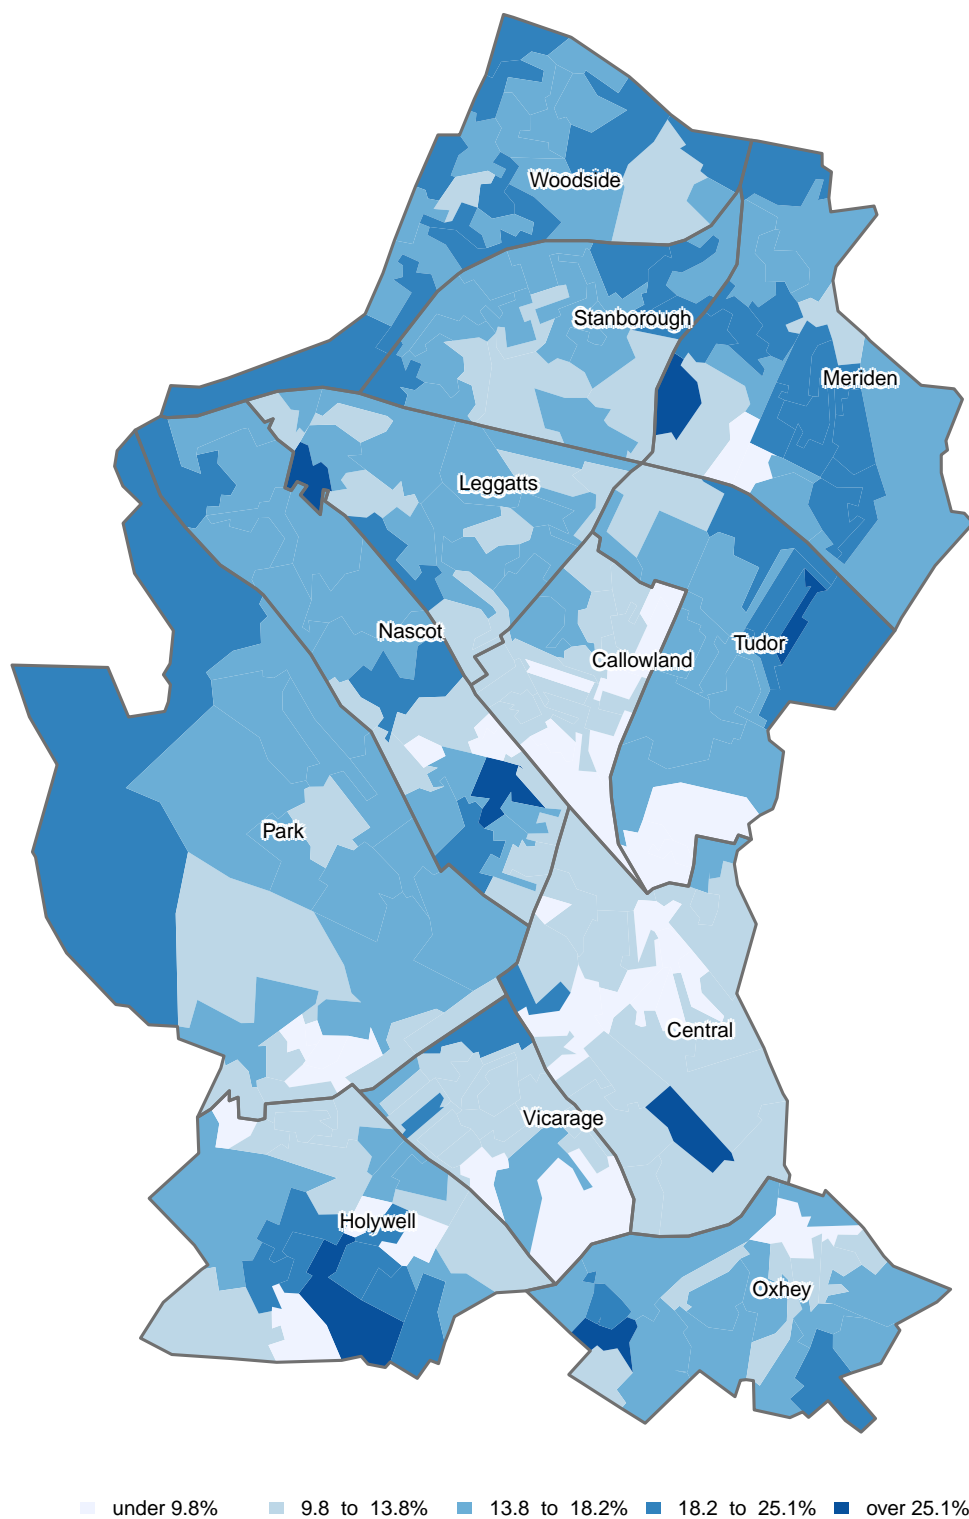 Woodside
Stanborough
Meriden
Leggatts
Nascot
Callowland
Tudor
Park
Central
Vicarage
Holywell
Oxhey
under 9.8% 9.8 to 13.8% 13.8 to 18.2% 18.2 to 25.1% over 25.1%